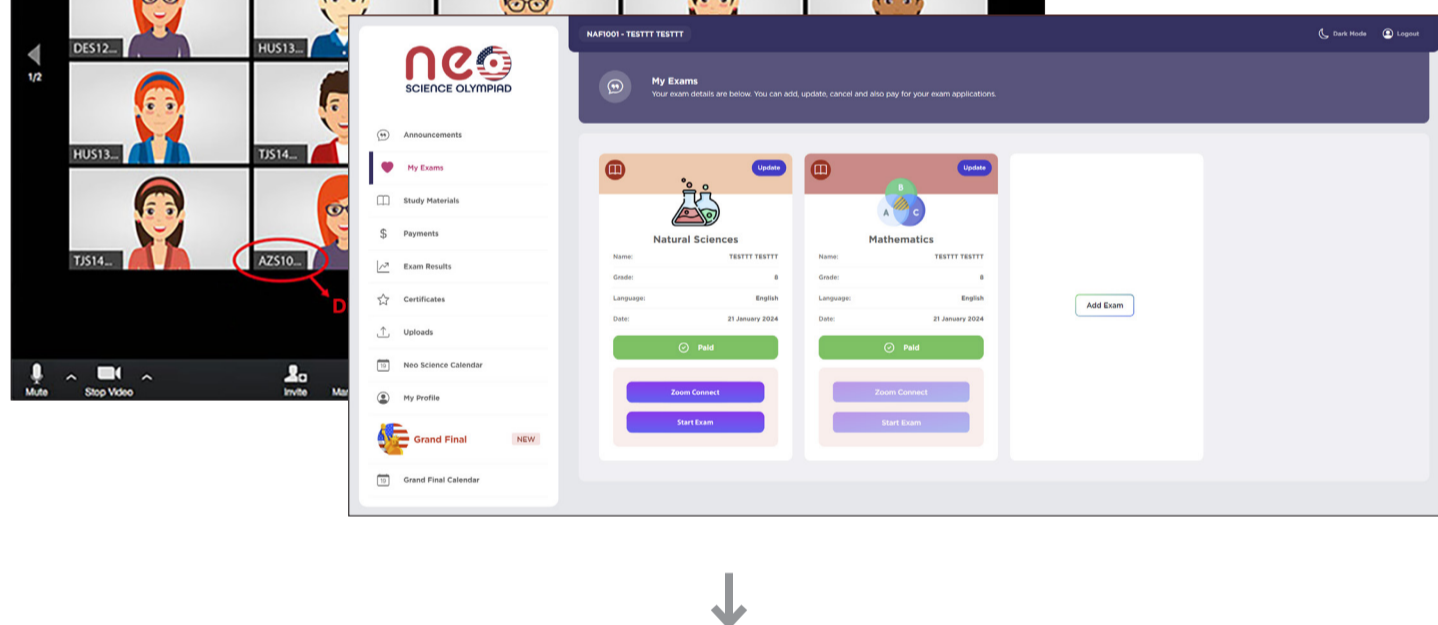 DES12...
HUS13...
1/2
HUS13...
TJS14...
TJS14...
AZS10...
D
Mute
Stop Video
Invite
neo
SCIENCE OLYMPIAD
Announcements
My Exams
Study Materials
$ Payments
Exam Results
Certificates
Uploads
Neo Science Calendar
My Profile
Grand Final NEW
Grand Final Calendar
NAF1001 - TESTTT TESTTT
Dark Mode Logout
My Exams
Your exam details are below. You can add, update, cancel and also pay for your exam applications.
Update
Natural Sciences
Name: TESTTT TESTTT
Grade: 8
Language: English
Date: 21 January 2024
Paid
Zoom Connect
Start Exam
Update
B
A C
Mathematics
Name: TESTTT TESTTT
Grade: 8
Language: English
Date: 21 January 2024
Paid
Zoom Connect
Start Exam
Add Exam